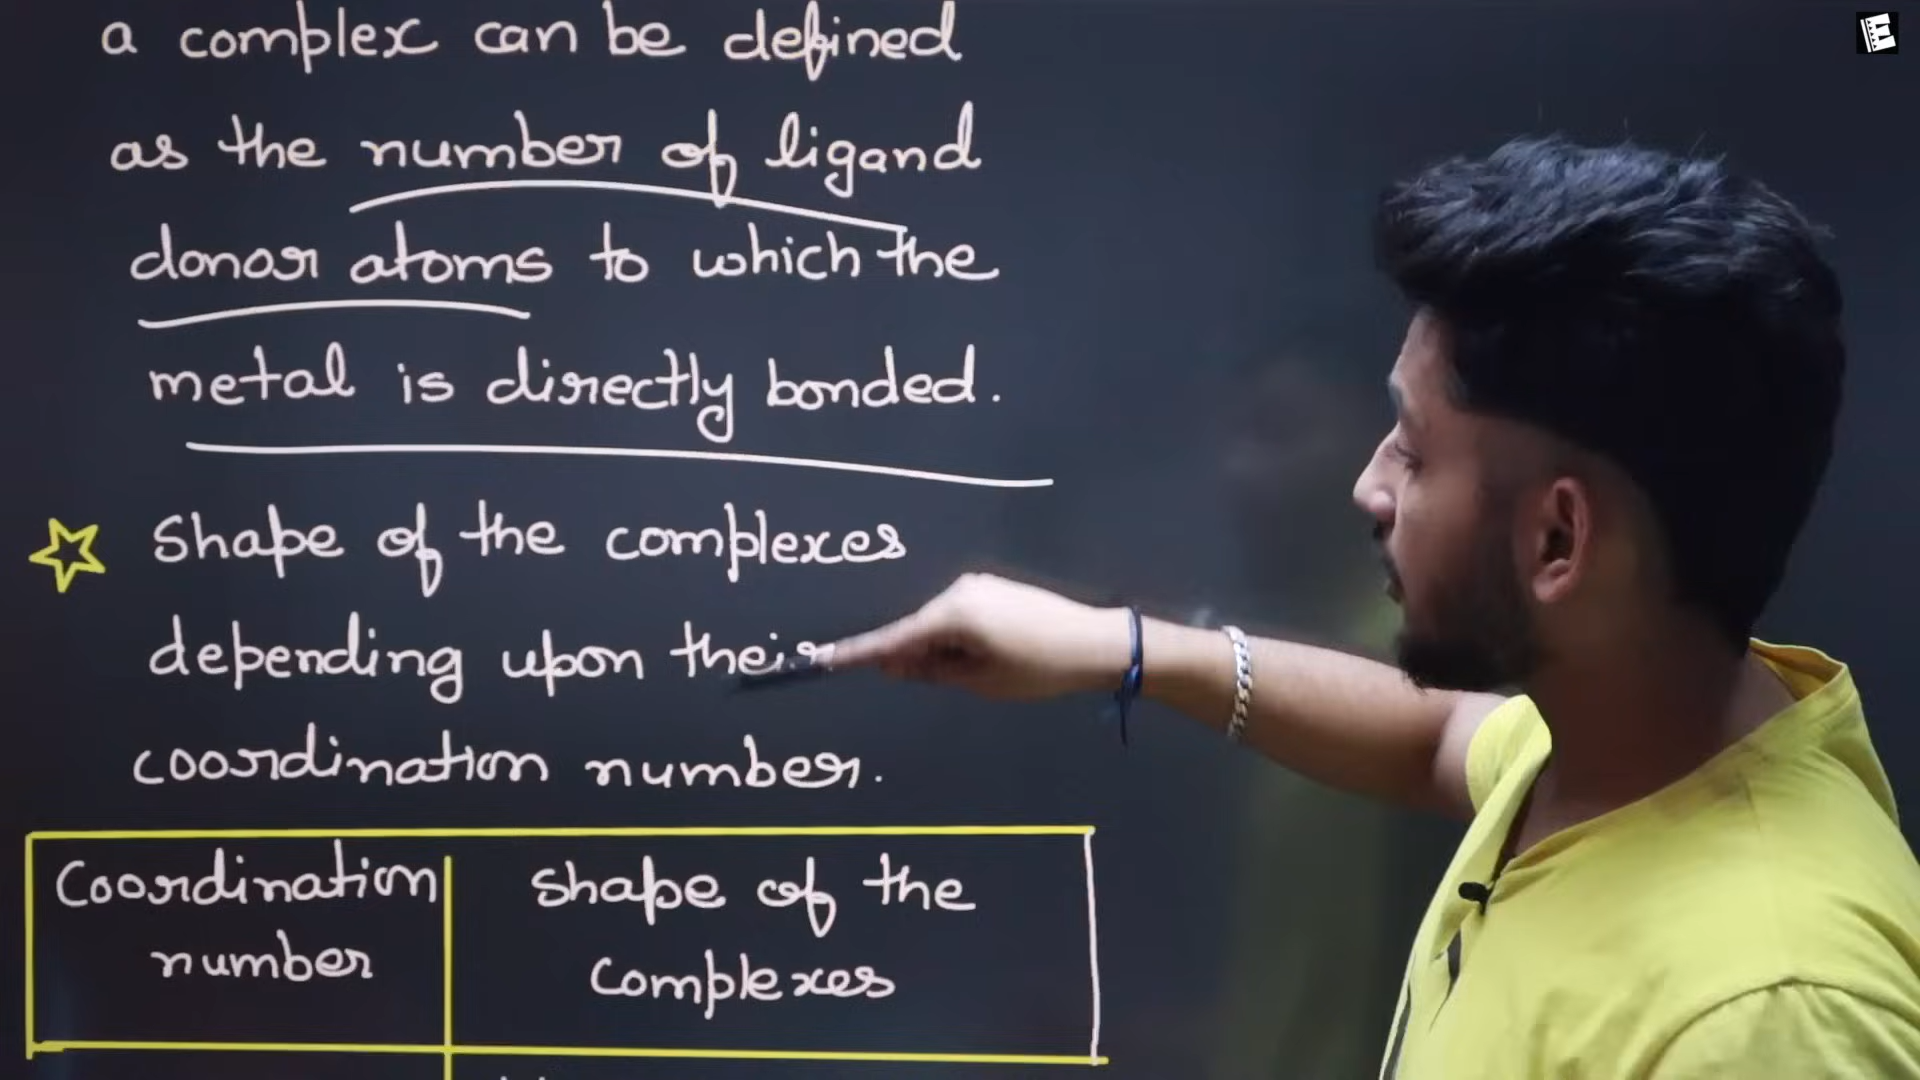 a complex can be defined
as the number of ligand
donor atoms to which the
metal is directly bonded.
Shape of the complexes
depending upon their
coordination number.
Coordination
number
Shape of the
complexes
E